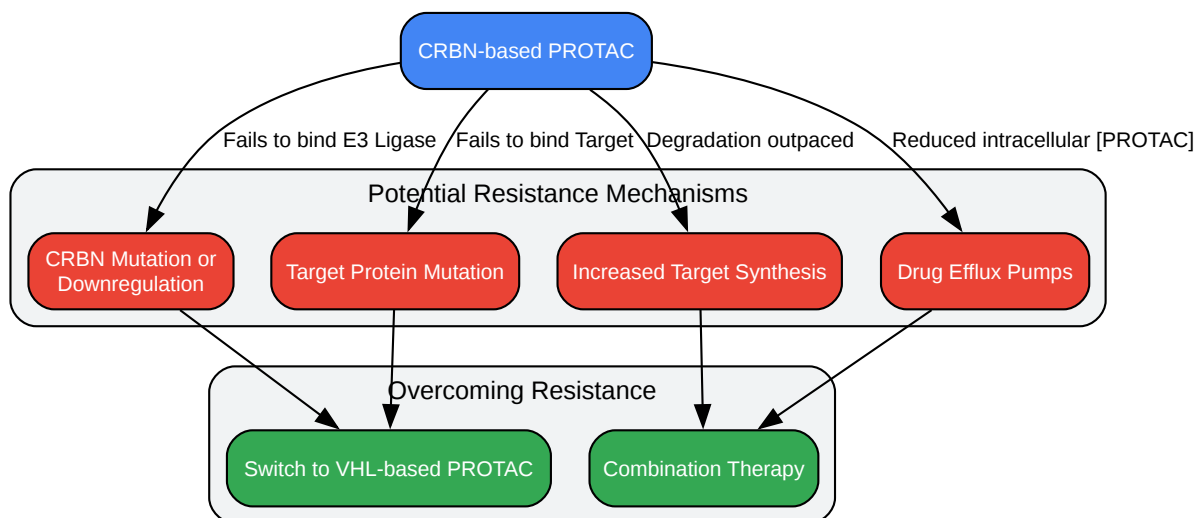 CRBN-based PROTAC
Fails to bind E3 Ligase
Fails to bind Target
Degradation outpaced
Reduced intracellular [PROTAC]
Potential Resistance Mechanisms
CRBN Mutation or
Downregulation
Target Protein Mutation
Increased Target Synthesis
Drug Efflux Pumps
Overcoming Resistance
Switch to VHL-based PROTAC
Combination Therapy